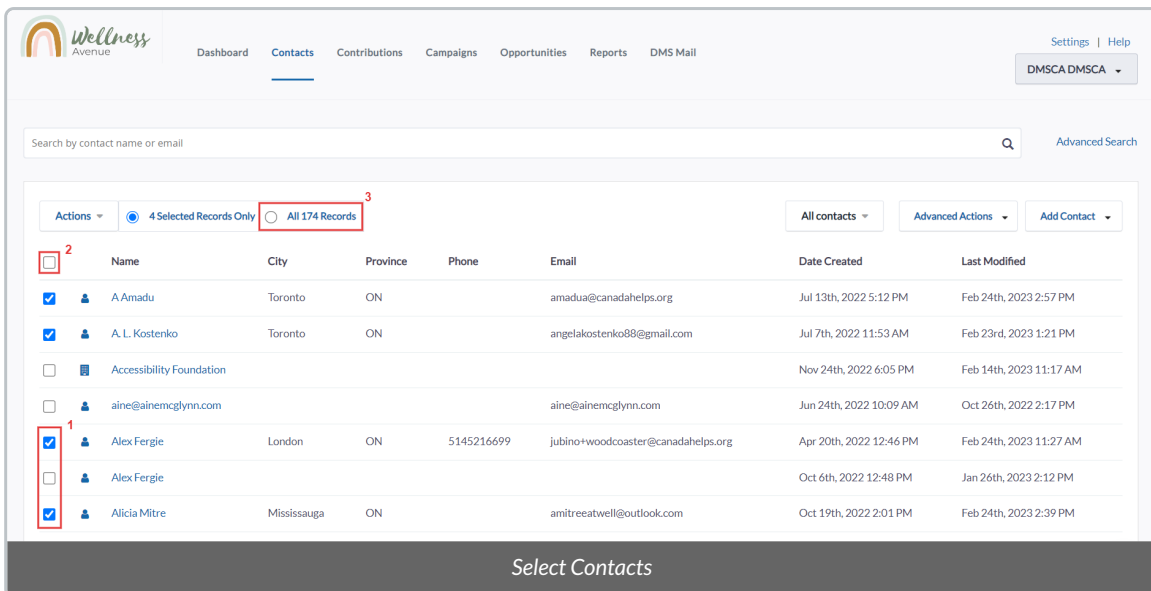 Wellness
Avenue
Dashboard Contacts Contributions Campaigns Opportunities Reports DMS Mail
Settings | Help
DMSCA DMSCA
Search by contact name or email
Advanced Search
3
Actions 4 Selected Records Only All 174 Records All contacts Advanced Actions Add Contact
2
Name City Province Phone Email Date Created Last Modified
A Amadu Toronto ON amadua@canadahelps.org Jul 13th, 2022 5:12 PM Feb 24th, 2023 2:57 PM
A. L. Kostenko Toronto ON angelakostenko88@gmail.com Jul 7th, 2022 11:53 AM Feb 23rd, 2023 1:21 PM
Accessibility Foundation Nov 24th, 2022 6:05 PM Feb 14th, 2023 11:17 AM
aine@ainemcglynn.com aine@ainemcglynn.com Jun 24th, 2022 10:09 AM Oct 26th, 2022 2:17 PM
1
Alex Fergie London ON 5145216699 jubino+woodcoaster@canadahelps.org Apr 20th, 2022 12:46 PM Feb 24th, 2023 11:27 AM
Alex Fergie Oct 6th, 2022 12:48 PM Jan 26th, 2023 2:12 PM
Alicia Mitre Mississauga ON amitreeatwell@outlook.com Oct 19th, 2022 2:01 PM Feb 24th, 2023 2:39 PM
Select Contacts